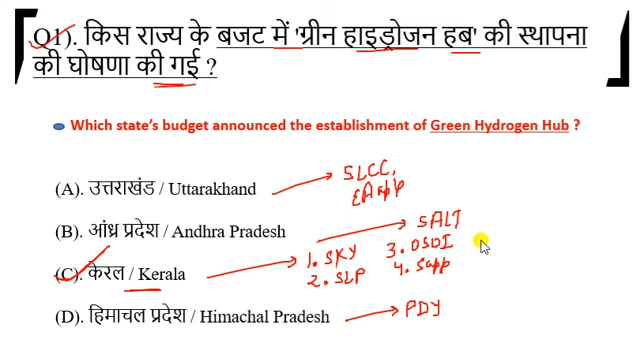 Q1). किस राज्य के बजट में 'ग्रीन हाइड्रोजन हब' की स्थापना
की घोषणा की गई ?
Which state's budget announced the establishment of Green Hydrogen Hub ?
(A). उत्तराखंड / Uttarakhand
SLCC.
EApp
(B). आंध्र प्रदेश / Andhra Pradesh
SALT
(C). केरल / Kerala
1. SKY
2. SLP
3. OSDI
4. Sapp
(D). हिमाचल प्रदेश / Himachal Pradesh
PDY